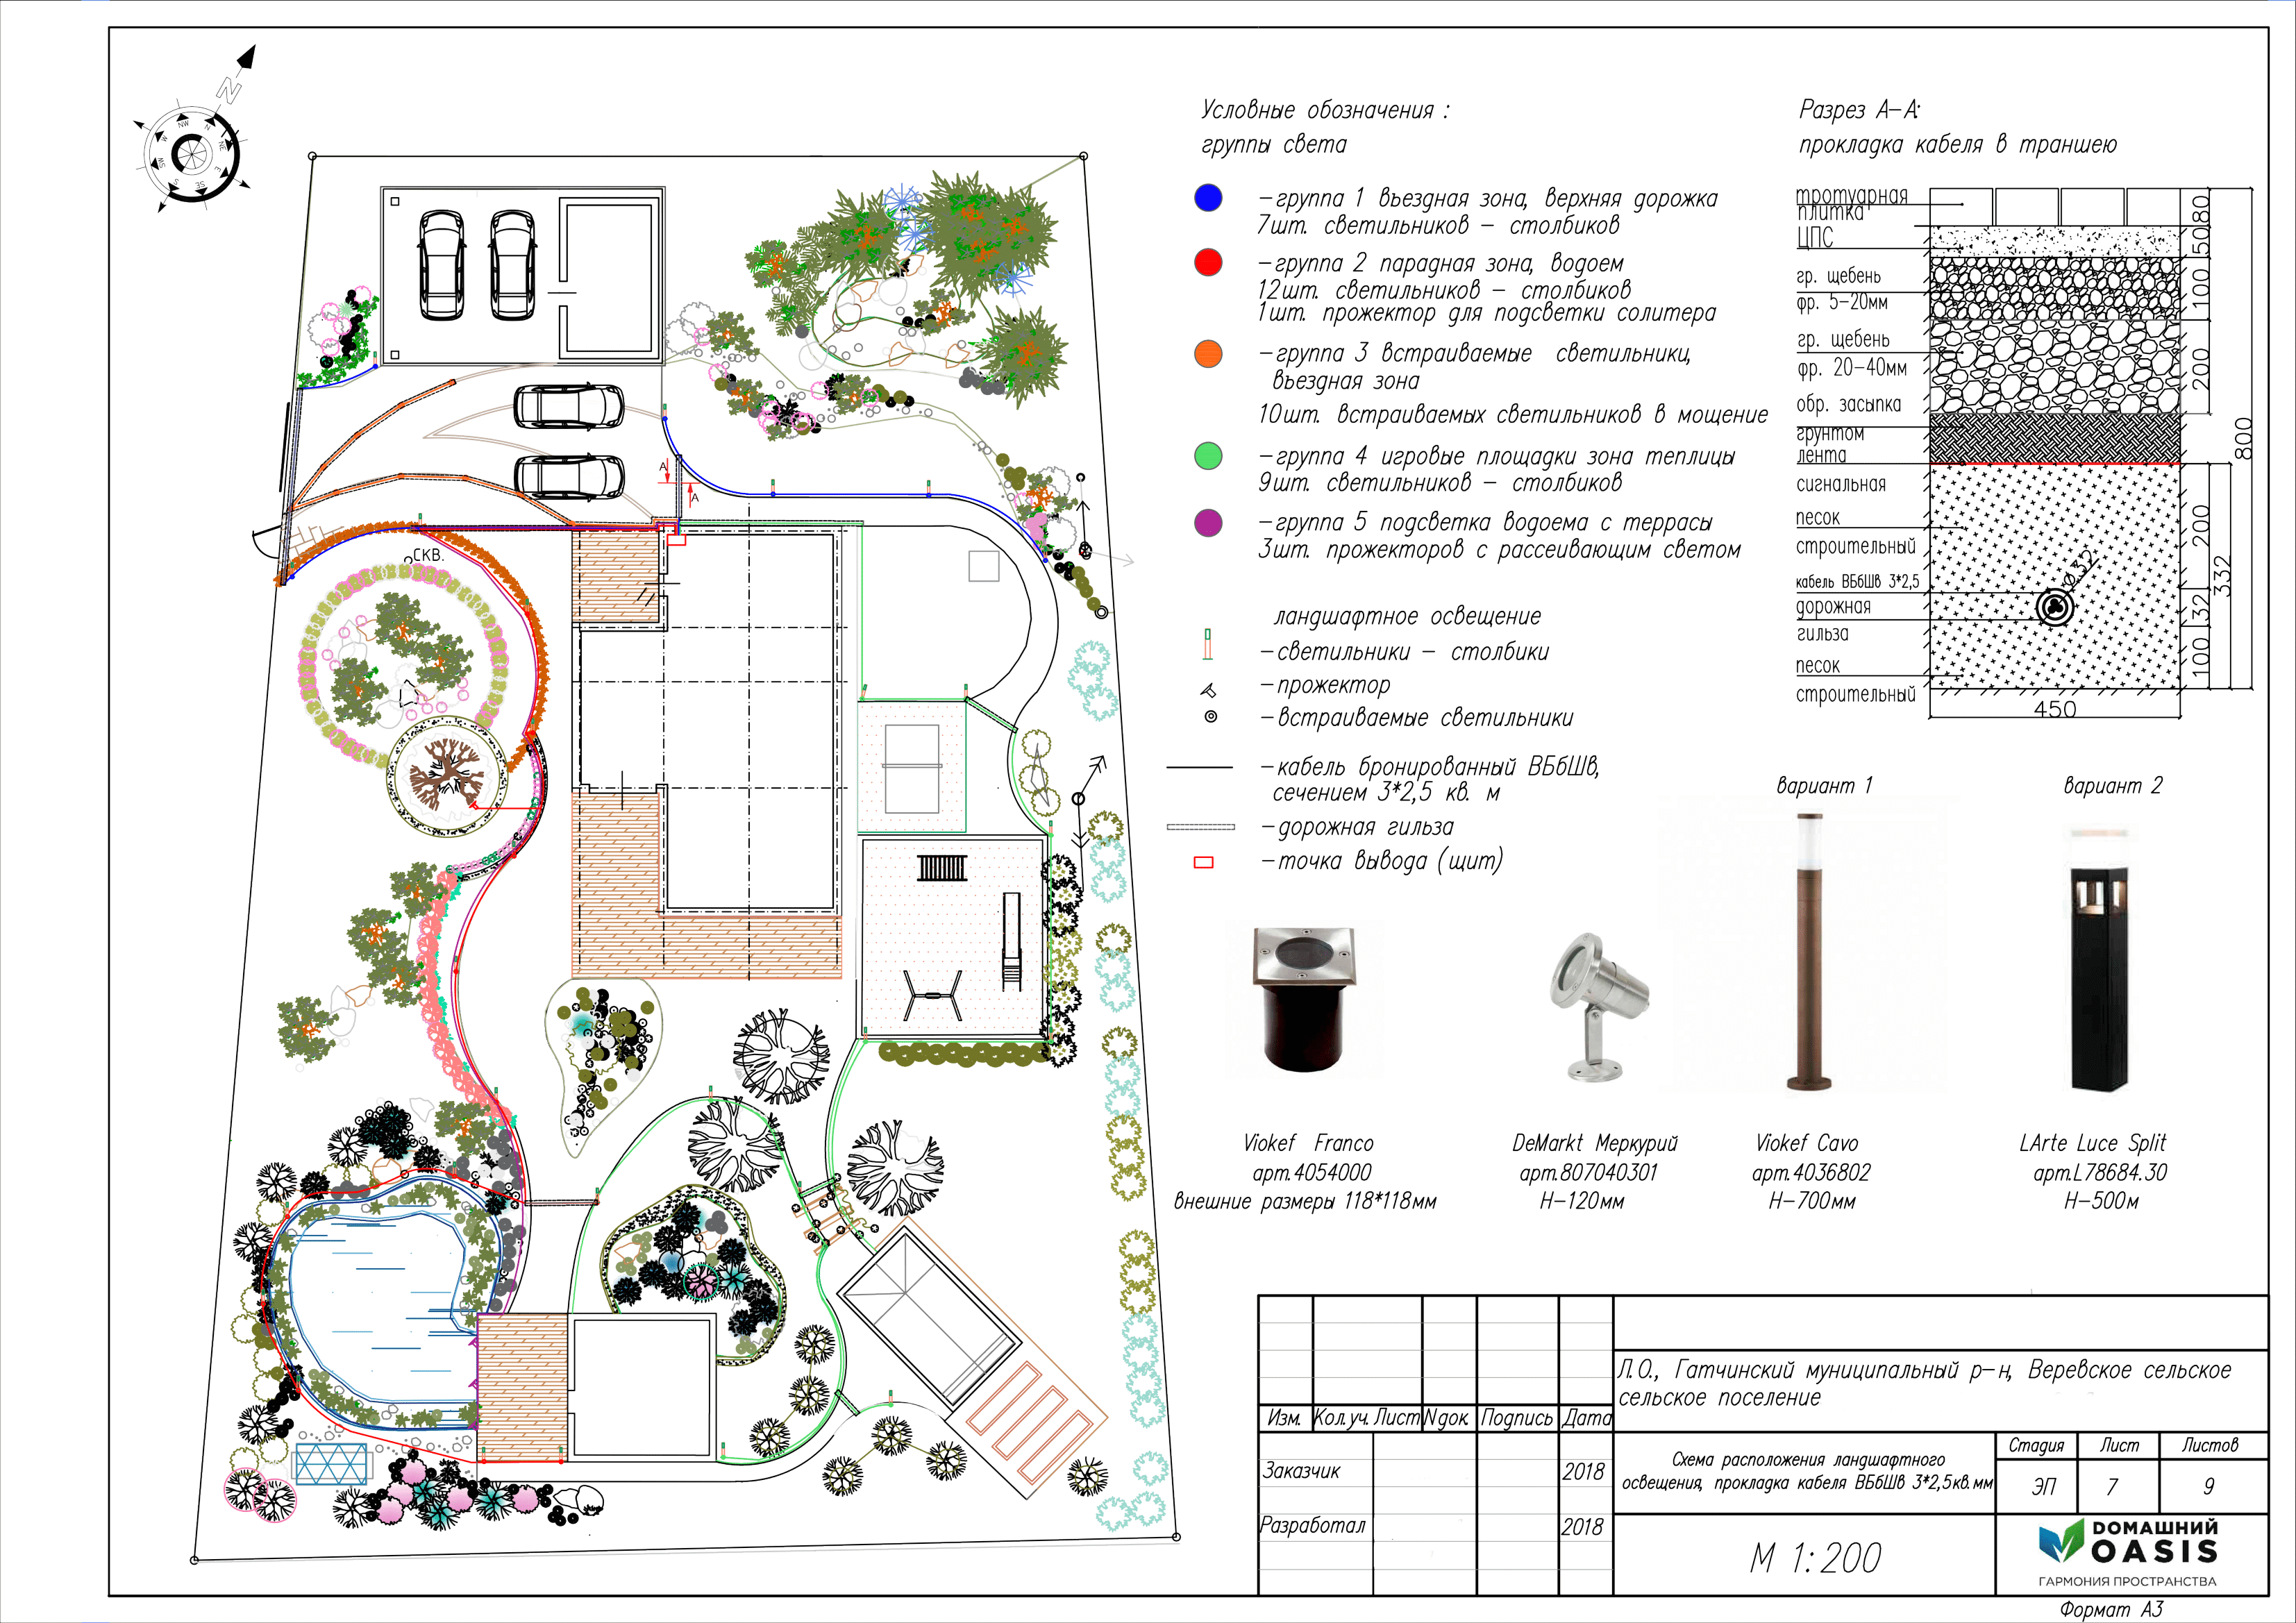 N
NW
N
NE
E
SE
S
SW
W
СКВ.
А
А
Условные обозначения :
группы света
–группа 1 въездная зона, верхняя дорожка
7шт. светильников – столбиков
–группа 2 парадная зона, водоем
12шт. светильников – столбиков
1шт. прожектор для подсветки солитера
–группа 3 встраиваемые светильники,
въездная зона
10шт. встраиваемых светильников в мощение
–группа 4 игровые площадки зона теплицы
9шт. светильников – столбиков
–группа 5 подсветка водоема с террасы
3шт. прожекторов с рассеивающим светом
ландшафтное освещение
–светильники – столбики
–прожектор
–встраиваемые светильники
–кабель бронированный ВБбШв,
сечением 3*2,5 кв. м
–дорожная гильза
–точка вывода (щит)
Разрез А–А:
прокладка кабеля в траншею
тротуарная
плитка
ЦПС
гр. щебень
фр. 5–20мм
гр. щебень
фр. 20–40мм
обр. засыпка
грунтом
лента
сигнальная
песок
строительный
кабель ВБбШв 3*2,5
дорожная
гильза
песок
строительный
80
50
100
200
800
200
332
32
100
ф32
450
вариант 1
вариант 2
Viokef Franco
арт.4054000
внешние размеры 118*118мм
DeMarkt Меркурий
арт.807040301
Н–120мм
Viokef Cavo
арт.4036802
Н–700мм
LArte Luce Split
арт.L78684.30
Н–500м
Л.О., Гатчинский муниципальный р–н, Веревское сельское
сельское поселение
Изм. Кол.уч. Лист Nдок. Подпись Дата
Схема расположения ландшафтного
освещения, прокладка кабеля ВБбШв 3*2,5кв.мм
Стадия Лист Листов
ЭП 7 9
Заказчик 2018
Разработал 2018
М 1:200
DОМАШНИЙ
OASIS
ГАРМОНИЯ ПРОСТРАНСТВА
Формат А3